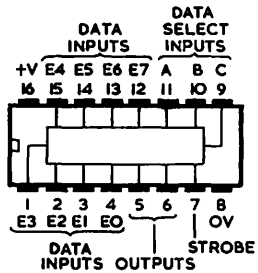 DATA INPUTS
DATA SELECT INPUTS
+V E4 E5 E6 E7 A B C
16 15 14 13 12 11 10 9
1 2 3 4 5 6 7 8
E3 E2 E1 E0 OV
DATA INPUTS
OUTPUTS
STROBE